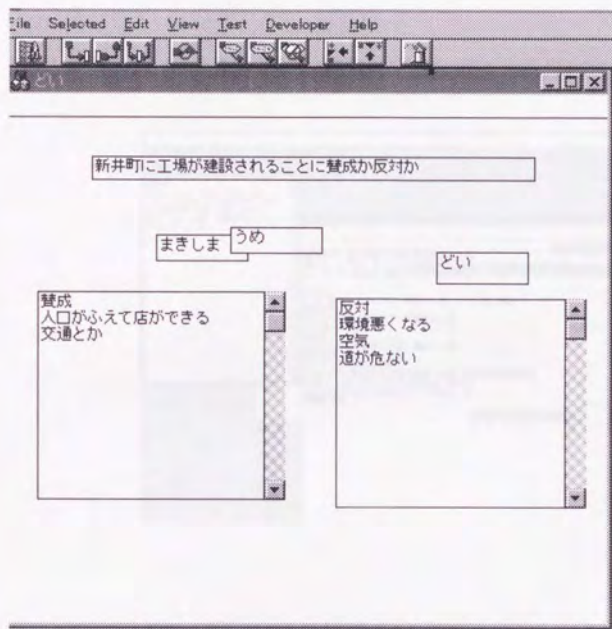 File Selected Edit View Test Developer Help
どい
新井町に工場が建設されることに賛成か反対か
まきしま
うめ
どい
賛成
人口がふえて店ができる
交通とか
反対
環境悪くなる
空気
道が危ない